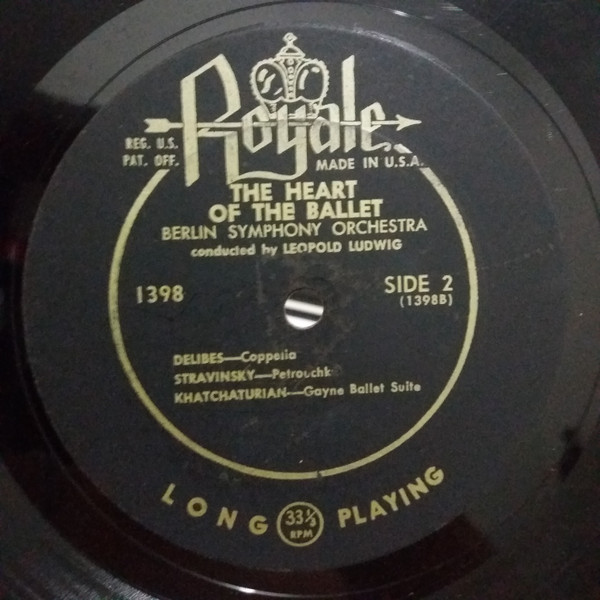 Royale
REG. U.S.
PAT. OFF.
MADE IN U.S.A.
THE HEART
OF THE BALLET
BERLIN SYMPHONY ORCHESTRA
conducted by LEOPOLD LUDWIG
1398
SIDE 2
(1398B)
DELIBES—Coppelia
STRAVINSKY—Petrouchk
KHATCHATURIAN—Gayne Ballet Suite
LONG 33⅓ RPM PLAYING